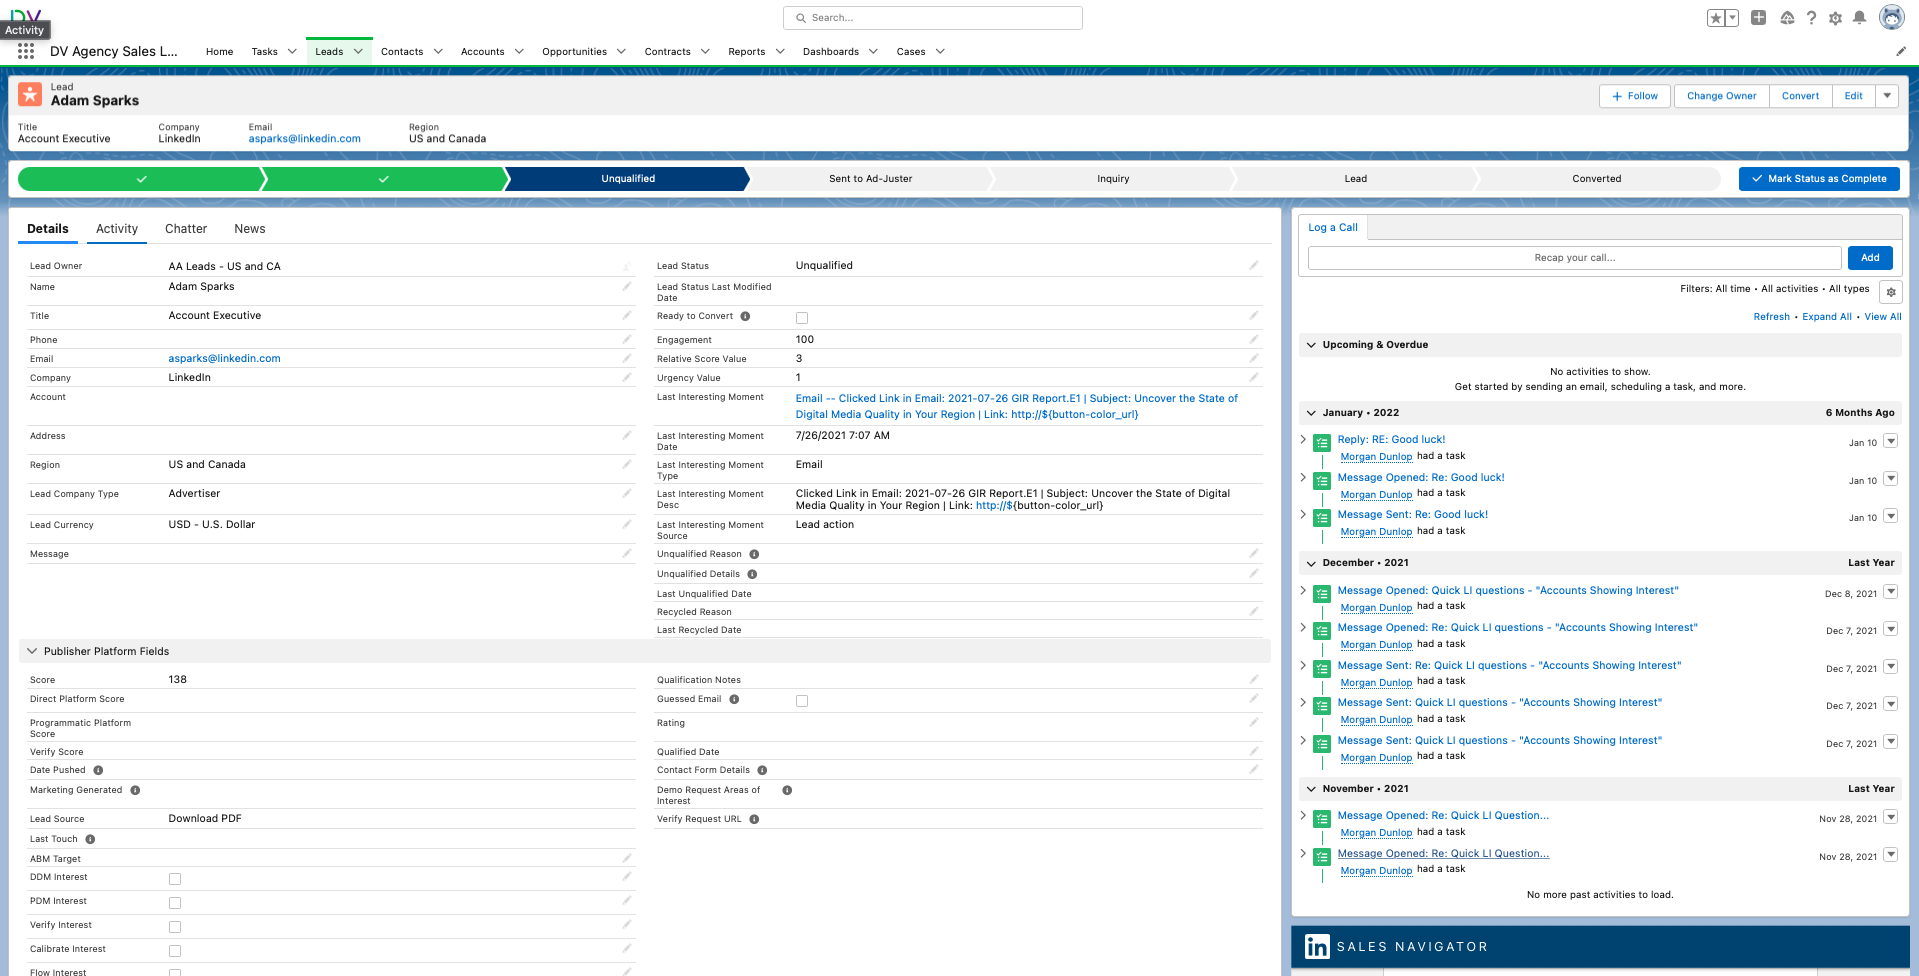 DV
Activity
Search...
DV Agency Sales L...
Home Tasks Leads Contacts Accounts Opportunities Contracts Reports Dashboards Cases
Lead
Adam Sparks
Follow Change Owner Convert Edit
Title Company Email Region
Account Executive LinkedIn asparks@linkedin.com US and Canada
Unqualified Sent to Ad-Juster Inquiry Lead Converted Mark Status as Complete
Details Activity Chatter News
Lead Owner AA Leads - US and CA
Name Adam Sparks
Title Account Executive
Phone
Email asparks@linkedin.com
Company LinkedIn
Account
Address
Region US and Canada
Lead Company Type Advertiser
Lead Currency USD - U.S. Dollar
Message
Lead Status Unqualified
Lead Status Last Modified
Date
Ready to Convert
Engagement 100
Relative Score Value 3
Urgency Value 1
Last Interesting Moment Email -- Clicked Link in Email: 2021-07-26 GIR Report.E1 | Subject: Uncover the State of
Digital Media Quality in Your Region | Link: http://${button-color_url}
Last Interesting Moment 7/26/2021 7:07 AM
Date
Last Interesting Moment Email
Type
Last Interesting Moment Clicked Link in Email: 2021-07-26 GIR Report.E1 | Subject: Uncover the State of Digital
Desc Media Quality in Your Region | Link: http://${button-color_url}
Last Interesting Moment Lead action
Source
Unqualified Reason
Unqualified Details
Last Unqualified Date
Recycled Reason
Last Recycled Date
Publisher Platform Fields
Score 138
Direct Platform Score
Programmatic Platform
Score
Verify Score
Date Pushed
Marketing Generated
Lead Source Download PDF
Last Touch
ABM Target
DDM Interest
PDM Interest
Verify Interest
Calibrate Interest
Flow Interest
Qualification Notes
Guessed Email
Rating
Qualified Date
Contact Form Details
Demo Request Areas of
Interest
Verify Request URL
Log a Call
Recap your call... Add
Filters: All time • All activities • All types
Refresh • Expand All • View All
Upcoming & Overdue
No activities to show.
Get started by sending an email, scheduling a task, and more.
January • 2022 6 Months Ago
Reply: RE: Good luck! Jan 10
Morgan Dunlop had a task
Message Opened: Re: Good luck! Jan 10
Morgan Dunlop had a task
Message Sent: Re: Good luck! Jan 10
Morgan Dunlop had a task
December • 2021 Last Year
Message Opened: Quick LI questions - "Accounts Showing Interest" Dec 8, 2021
Morgan Dunlop had a task
Message Opened: Re: Quick LI questions - "Accounts Showing Interest" Dec 7, 2021
Morgan Dunlop had a task
Message Sent: Re: Quick LI questions - "Accounts Showing Interest" Dec 7, 2021
Morgan Dunlop had a task
Message Sent: Quick LI questions - "Accounts Showing Interest" Dec 7, 2021
Morgan Dunlop had a task
Message Sent: Quick LI questions - "Accounts Showing Interest" Dec 7, 2021
Morgan Dunlop had a task
November • 2021 Last Year
Message Opened: Re: Quick LI Question... Nov 28, 2021
Morgan Dunlop had a task
Message Opened: Re: Quick LI Question... Nov 28, 2021
Morgan Dunlop had a task
No more past activities to load.
in SALES NAVIGATOR